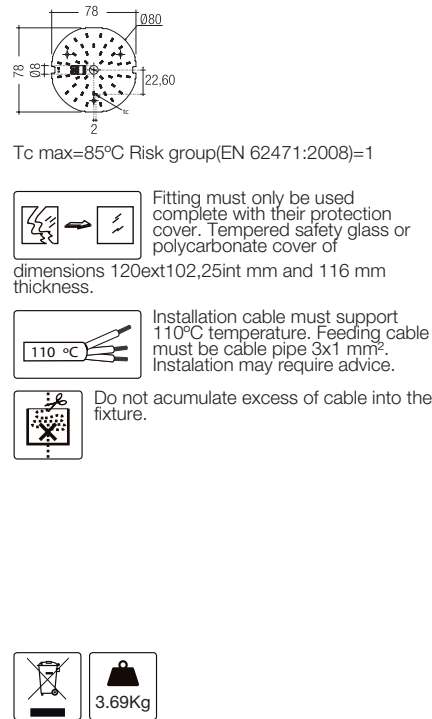 78
Ø80
78
Ø8
22,60
tc
2
Tc max=85ºC Risk group(EN 62471:2008)=1
Fitting must only be used
complete with their protection
cover. Tempered safety glass or
polycarbonate cover of
dimensions 120ext102,25int mm and 116 mm
thickness.
Installation cable must support
110ºC temperature. Feeding cable
must be cable pipe 3x1 mm².
Instalation may require advice.
110 ºC
Do not acumulate excess of cable into the
fixture.
3.69Kg